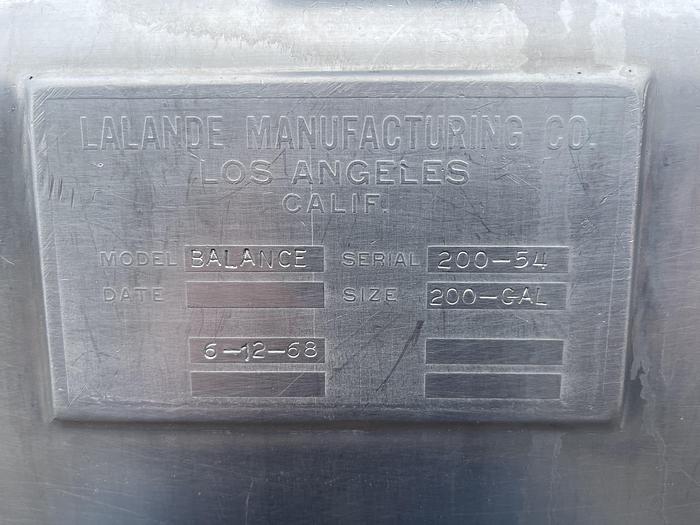 LALANDE MANUFACTURING CO.
LOS ANGELES
CALIF.
MODEL BALANCE SERIAL 200-54
DATE SIZE 200-GAL
6-12-68